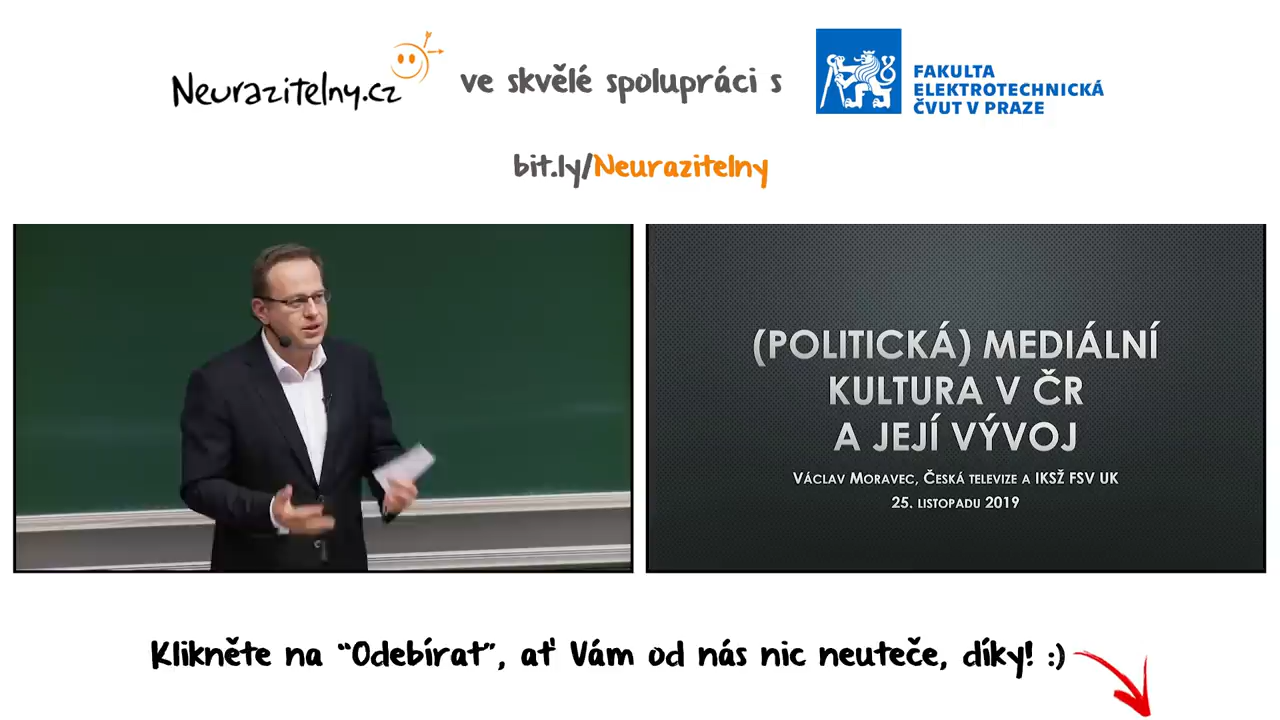 Neurazitelny.cz ve skvělé spolupráci s
FAKULTA
ELEKTROTECHNICKÁ
ČVUT V PRAZE
bit.ly/Neurazitelny
(POLITICKÁ) MEDIÁLNÍ
KULTURA V ČR
A JEJÍ VÝVOJ
VÁCLAV MORAVEC, ČESKÁ TELEVIZE A IKSŽ FSV UK
25. LISTOPADU 2019
Klikněte na “Odebírat”, ať Vám od nás nic neuteče, díky! :)